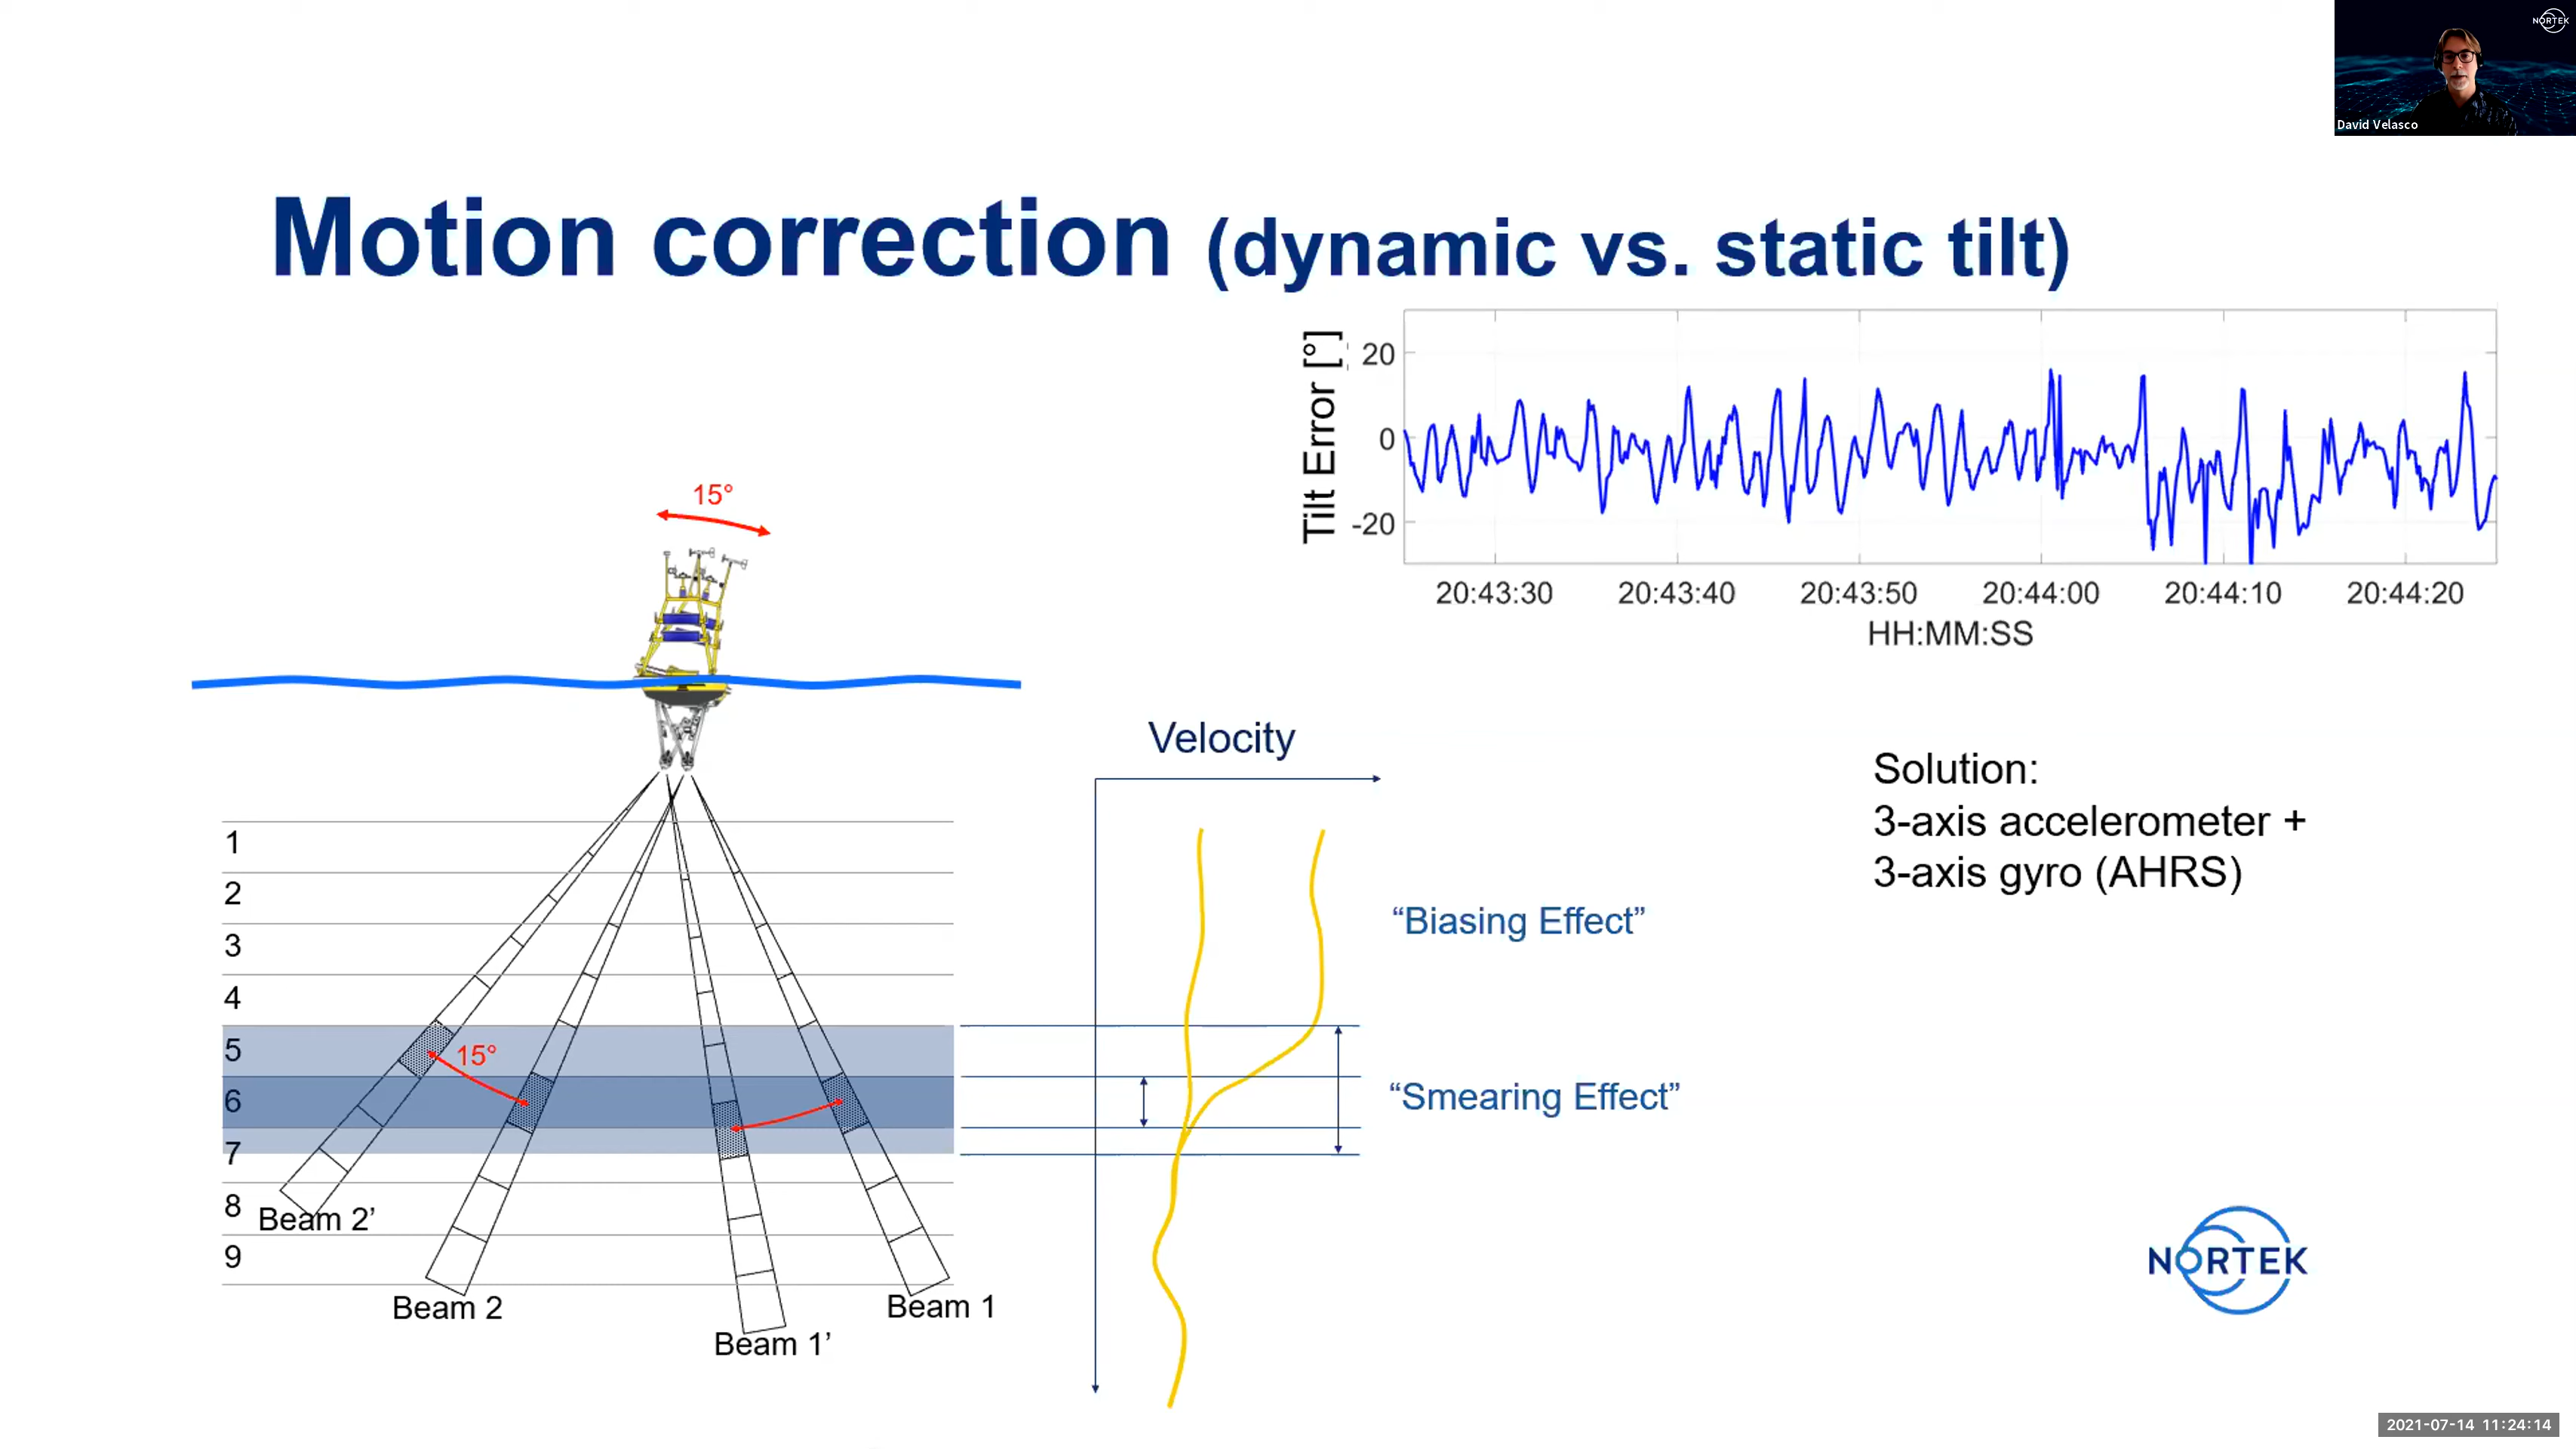 NORTEK
David Velasco
Motion correction (dynamic vs. static tilt)
Tilt Error [°]
20
0
-20
20:43:30 20:43:40 20:43:50 20:44:00 20:44:10 20:44:20
HH:MM:SS
15°
Velocity
Solution:
3-axis accelerometer +
3-axis gyro (AHRS)
1
2
3
4
5
6
7
8
9
15°
“Biasing Effect”
“Smearing Effect”
Beam 2’
Beam 2
Beam 1’
Beam 1
NORTEK
2021-07-14 11:24:14